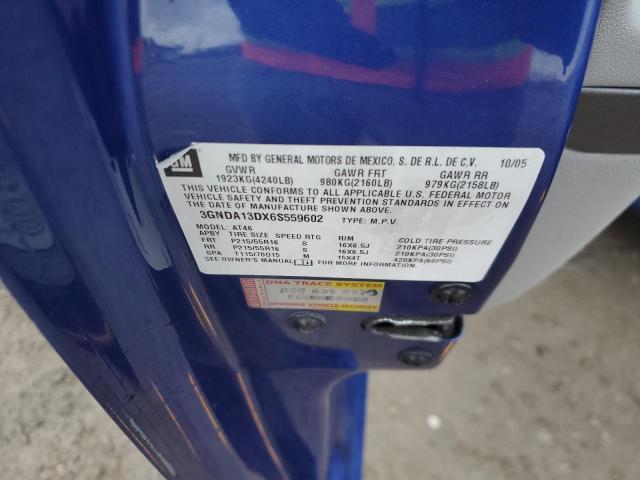 GM
MFD BY GENERAL MOTORS DE MEXICO, S. DE R.L. DE C.V. 10/05
GVWR GAWR FRT GAWR RR
1923KG(4240LB) 980KG(2160LB) 979KG(2158LB)
THIS VEHICLE CONFORMS TO ALL APPLICABLE U.S. FEDERAL MOTOR
VEHICLE SAFETY AND THEFT PREVENTION STANDARDS IN EFFECT ON
THE DATE OF MANUFACTURE SHOWN ABOVE.
3GNDA13DX6S559602 TYPE: M.P.V.
MODEL: AT46
APBY TIRE SIZE SPEED RTG RIM COLD TIRE PRESSURE
FRT P215/55R16 S 16X6.5J 210KPA(30PSI)
RR P215/55R16 S 16X6.5J 210KPA(30PSI)
SPA T115/70D15 M 15X4T 420KPA(60PSI)
SEE OWNER'S MANUAL
DNA TRACE SYSTEM
INVISIBLE VEHICLE SECURITY